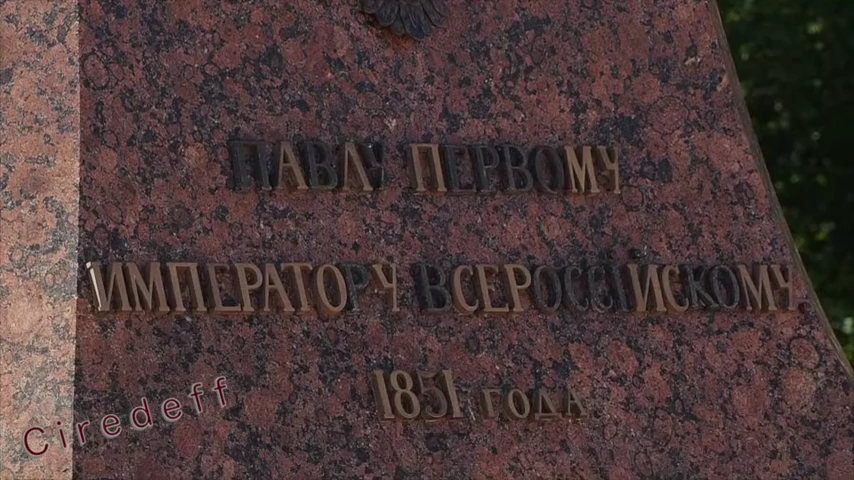 ПАВЛУ ПЕРВОМУ
ИМПЕРАТОРУ ВСЕРОССІЙСКОМУ
1851 ГОДА
Ciredeff